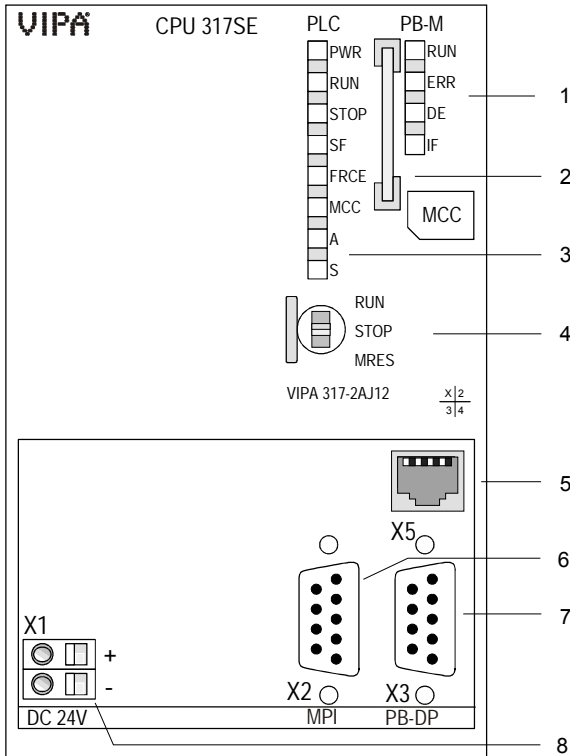 VIPA CPU 317SE PLC PB-M
PWR RUN
RUN ERR 1
STOP DE
SF IF
FRCE 2
MCC MCC
A 3
S
RUN
STOP 4
MRES
VIPA 317-2AJ12 X 2
3 4
5
X5
6
7
X1
+
-
X2 X3
DC 24V MPI PB-DP
8